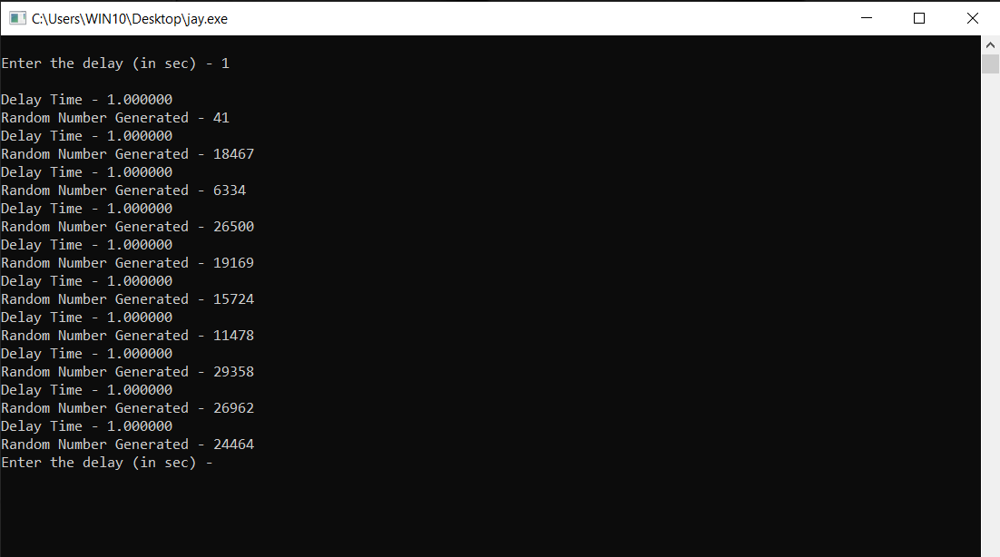 C:\Users\WIN10\Desktop\jay.exe
Enter the delay (in sec) - 1
Delay Time - 1.000000
Random Number Generated - 41
Delay Time - 1.000000
Random Number Generated - 18467
Delay Time - 1.000000
Random Number Generated - 6334
Delay Time - 1.000000
Random Number Generated - 26500
Delay Time - 1.000000
Random Number Generated - 19169
Delay Time - 1.000000
Random Number Generated - 15724
Delay Time - 1.000000
Random Number Generated - 11478
Delay Time - 1.000000
Random Number Generated - 29358
Delay Time - 1.000000
Random Number Generated - 26962
Delay Time - 1.000000
Random Number Generated - 24464
Enter the delay (in sec) -